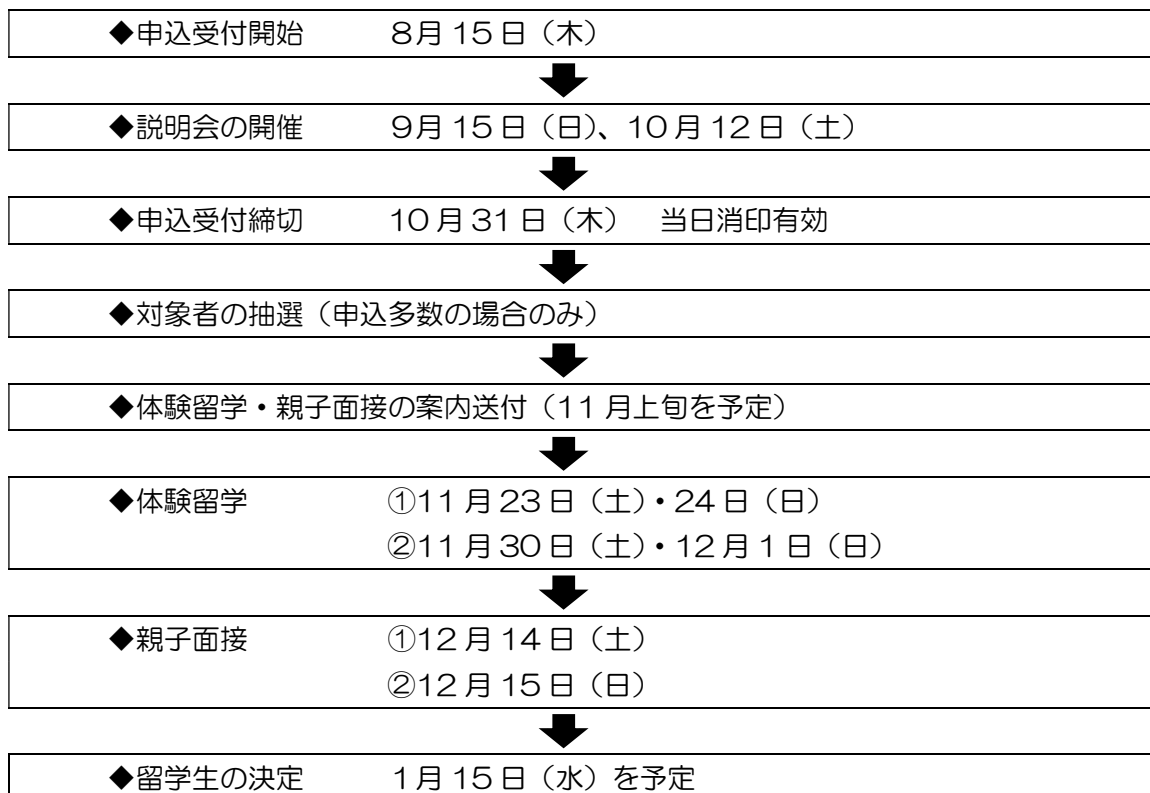 ◆申込受付開始　　８月15日（木）
◆説明会の開催　　９月15日（日）、10月12日（土）
◆申込受付締切　　10月31日（木）　当日消印有効
◆対象者の抽選（申込多数の場合のみ）
◆体験留学・親子面接の案内送付（11月上旬を予定）
◆体験留学　　①11月23日（土）・24日（日）
②11月30日（土）・12月1日（日）
◆親子面接　　①12月14日（土）
②12月15日（日）
◆留学生の決定　　１月15日（水）を予定